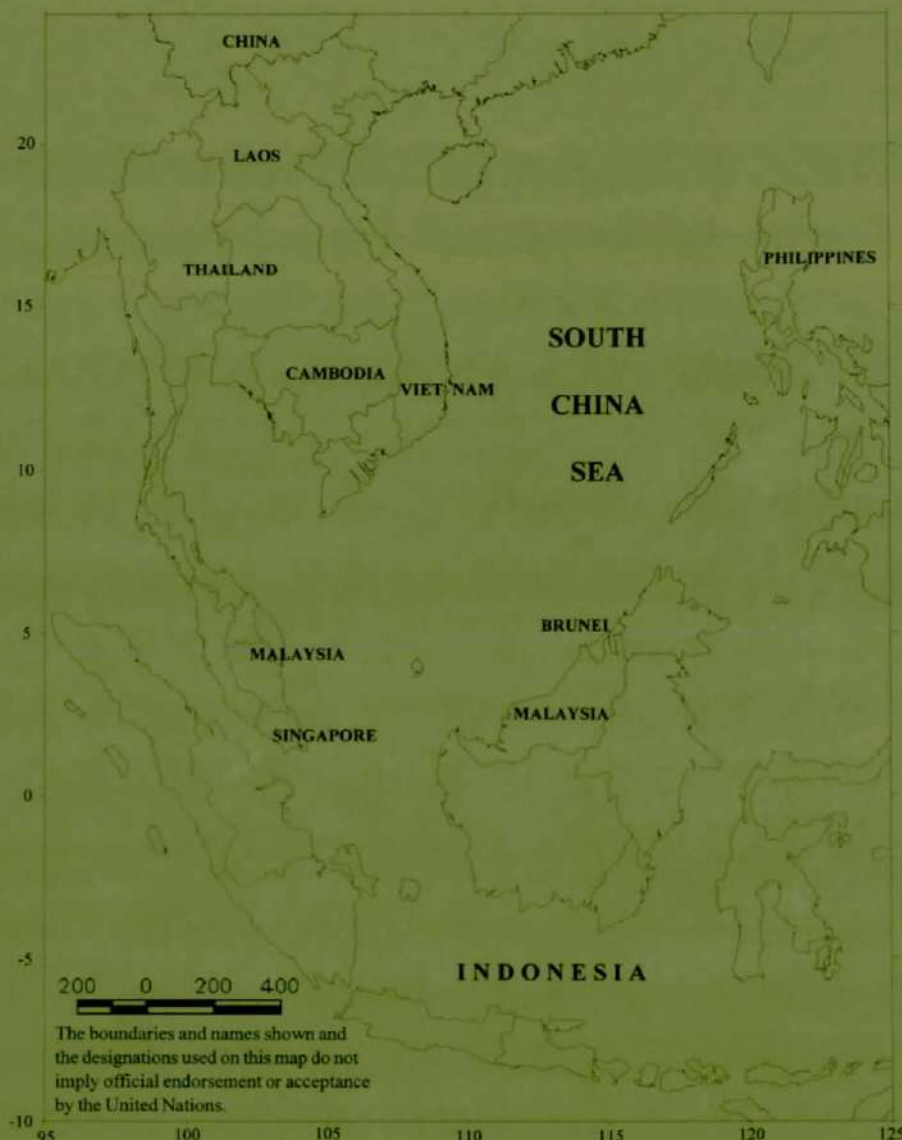 CHINA
20
LAOS
PHILIPPINES
THAILAND
15
SOUTH
CAMBODIA
VIET NAM
CHINA
10
SEA
BRUNEI
5
MALAYSIA
MALAYSIA
SINGAPORE
0
-5
INDONESIA
200 0 200 400
The boundaries and names shown and
the designations used on this map do not
imply official endorsement or acceptance
by the United Nations.
-10
95 100 105 110 115 120 125